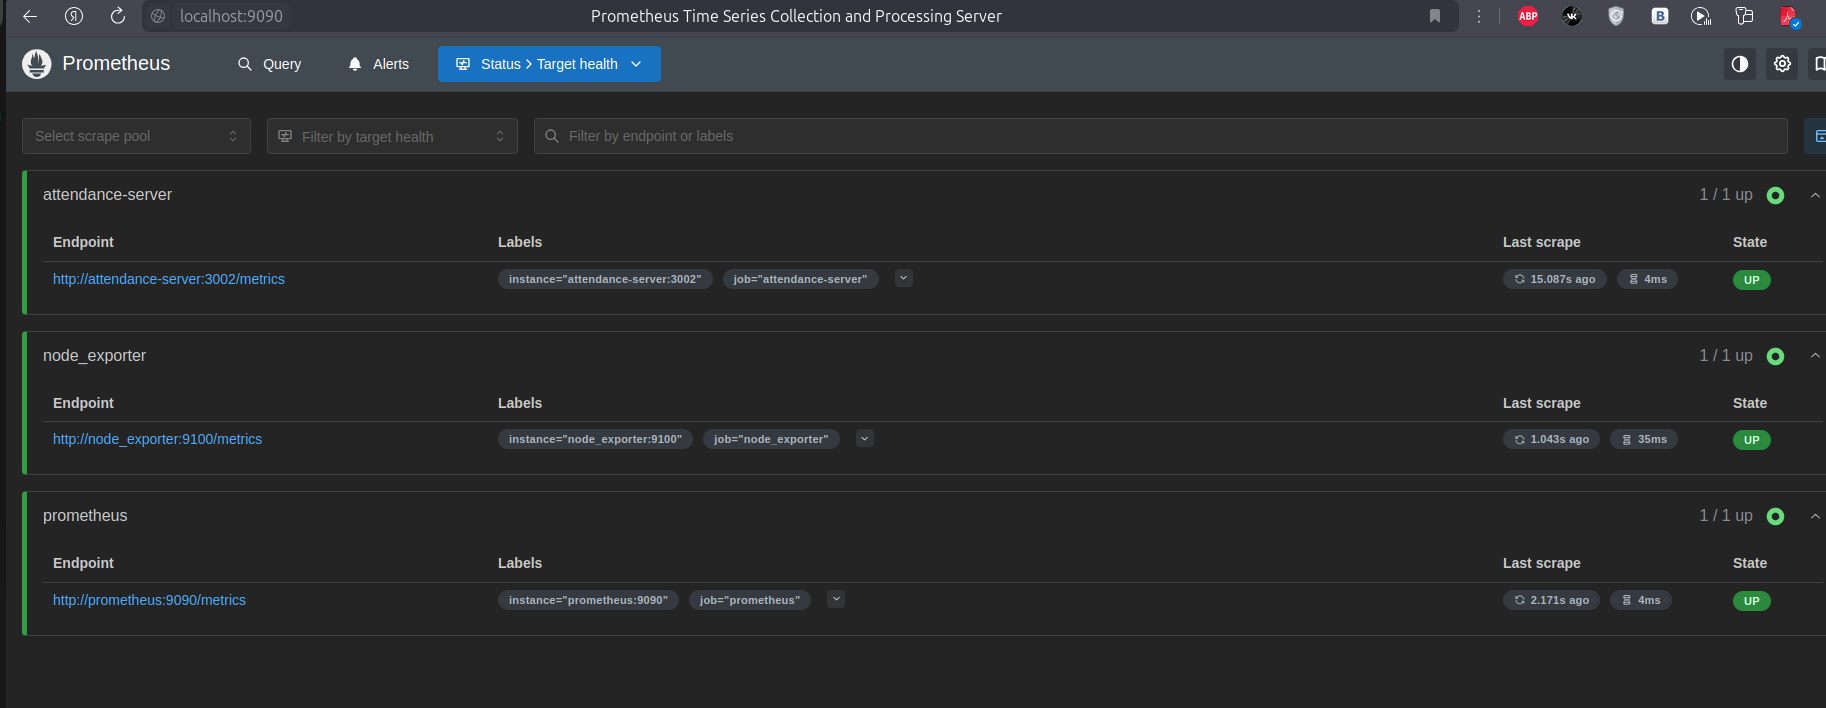 Я localhost:9090 Prometheus Time Series Collection and Processing Server ABP VK B
Prometheus Query Alerts Status > Target health
Select scrape pool Filter by target health Filter by endpoint or labels
attendance-server 1 / 1 up
Endpoint Labels Last scrape State
http://attendance-server:3002/metrics instance="attendance-server:3002" job="attendance-server" 15.087s ago 4ms UP
node_exporter 1 / 1 up
Endpoint Labels Last scrape State
http://node_exporter:9100/metrics instance="node_exporter:9100" job="node_exporter" 1.043s ago 35ms UP
prometheus 1 / 1 up
Endpoint Labels Last scrape State
http://prometheus:9090/metrics instance="prometheus:9090" job="prometheus" 2.171s ago 4ms UP